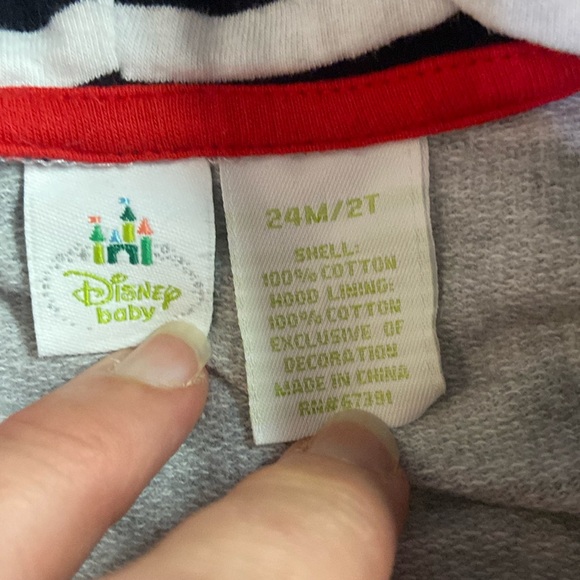 Disney
baby
24M/2T
SHELL:
100% COTTON
HOOD LINING:
100% COTTON
EXCLUSIVE OF
DECORATION
MADE IN CHINA
RN#67391